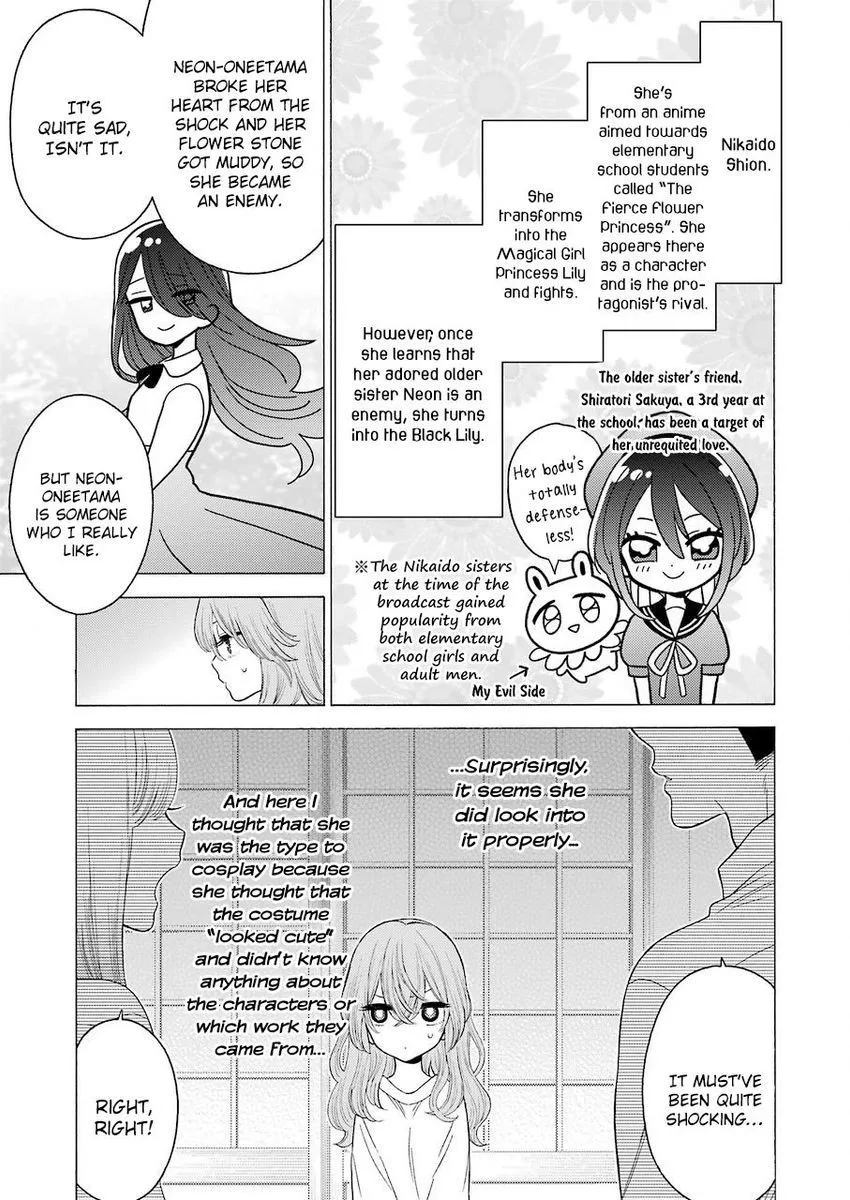 Nikaido
Shion.
She's
from an anime
aimed towards
elementary
school students
called "The
Fierce Flower
Princess". She
appears there
as a character
and is the pro-
tagonist's rival.
She
transforms
into the
Magical Girl
Princess Lily
and fights.
However, once
she learns that
her adored older
sister Neon is an
enemy, she turns
into the Black Lily.
The older sister's friend,
Shiratori Sakuya, a 3rd year at
the school, has been a target of
her unrequited love.
Her body's
totally
defense-
less!
※The Nikaido sisters
at the time of the
broadcast gained
popularity from
both elementary
school girls and
adult men.
My Evil Side
NEON-ONEETAMA
BROKE HER
HEART FROM THE
SHOCK AND HER
FLOWER STONE
GOT MUDDY, SO
SHE BECAME
AN ENEMY.
IT'S
QUITE SAD,
ISN'T IT.
BUT NEON-
ONEETAMA
IS SOMEONE
WHO I REALLY
LIKE.
...Surprisingly,
it seems she
did look into
it properly...
And here I
thought that she
was the type to
cosplay because
she thought that
the costume
"looked cute"
and didn't know
anything about
the characters or
which work they
came from...
IT MUST'VE
BEEN QUITE
SHOCKING...
RIGHT,
RIGHT!